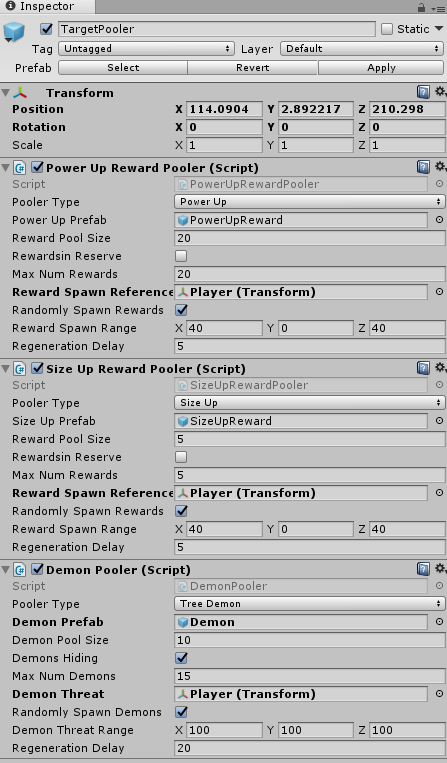 Inspector
TargetPooler Static
Tag Untagged Layer Default
Prefab Select Revert Apply
Transform
Position X 114.0904 Y 2.892217 Z 210.298
Rotation X 0 Y 0 Z 0
Scale X 1 Y 1 Z 1
Power Up Reward Pooler (Script)
Script PowerUpRewardPooler
Pooler Type Power Up
Power Up Prefab PowerUpReward
Reward Pool Size 20
Rewardsin Reserve
Max Num Rewards 20
Reward Spawn Reference Player (Transform)
Randomly Spawn Rewards
Reward Spawn Range X 40 Y 0 Z 40
Regeneration Delay 5
Size Up Reward Pooler (Script)
Script SizeUpRewardPooler
Pooler Type Size Up
Size Up Prefab SizeUpReward
Reward Pool Size 5
Rewardsin Reserve
Max Num Rewards 5
Reward Spawn Reference Player (Transform)
Randomly Spawn Rewards
Reward Spawn Range X 40 Y 0 Z 40
Regeneration Delay 5
Demon Pooler (Script)
Script DemonPooler
Pooler Type Tree Demon
Demon Prefab Demon
Demon Pool Size 10
Demons Hiding
Max Num Demons 15
Demon Threat Player (Transform)
Randomly Spawn Demons
Demon Threat Range X 100 Y 100 Z 100
Regeneration Delay 20